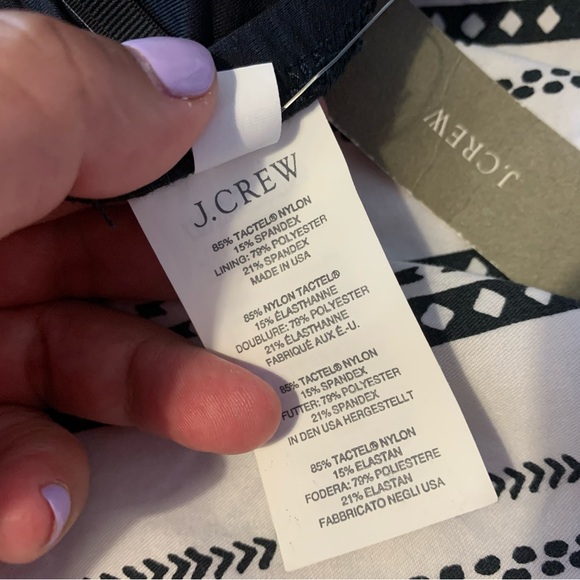 J.CREW
85% TACTEL® NYLON
15% SPANDEX
LINING: 79% POLYESTER
21% SPANDEX
MADE IN USA
85% NYLON TACTEL®
15% ÉLASTHANNE
DOUBLURE: 79% POLYESTER
21% ÉLASTHANNE
FABRIQUÉ AUX É.-U.
85% TACTEL® NYLON
15% SPANDEX
FUTTER: 79% POLYESTER
21% SPANDEX
IN DEN USA HERGESTELLT
85% TACTEL® NYLON
15% ELASTAN
FODERA: 79% POLIESTERE
21% ELASTAN
FABBRICATO NEGLI USA
J.CREW